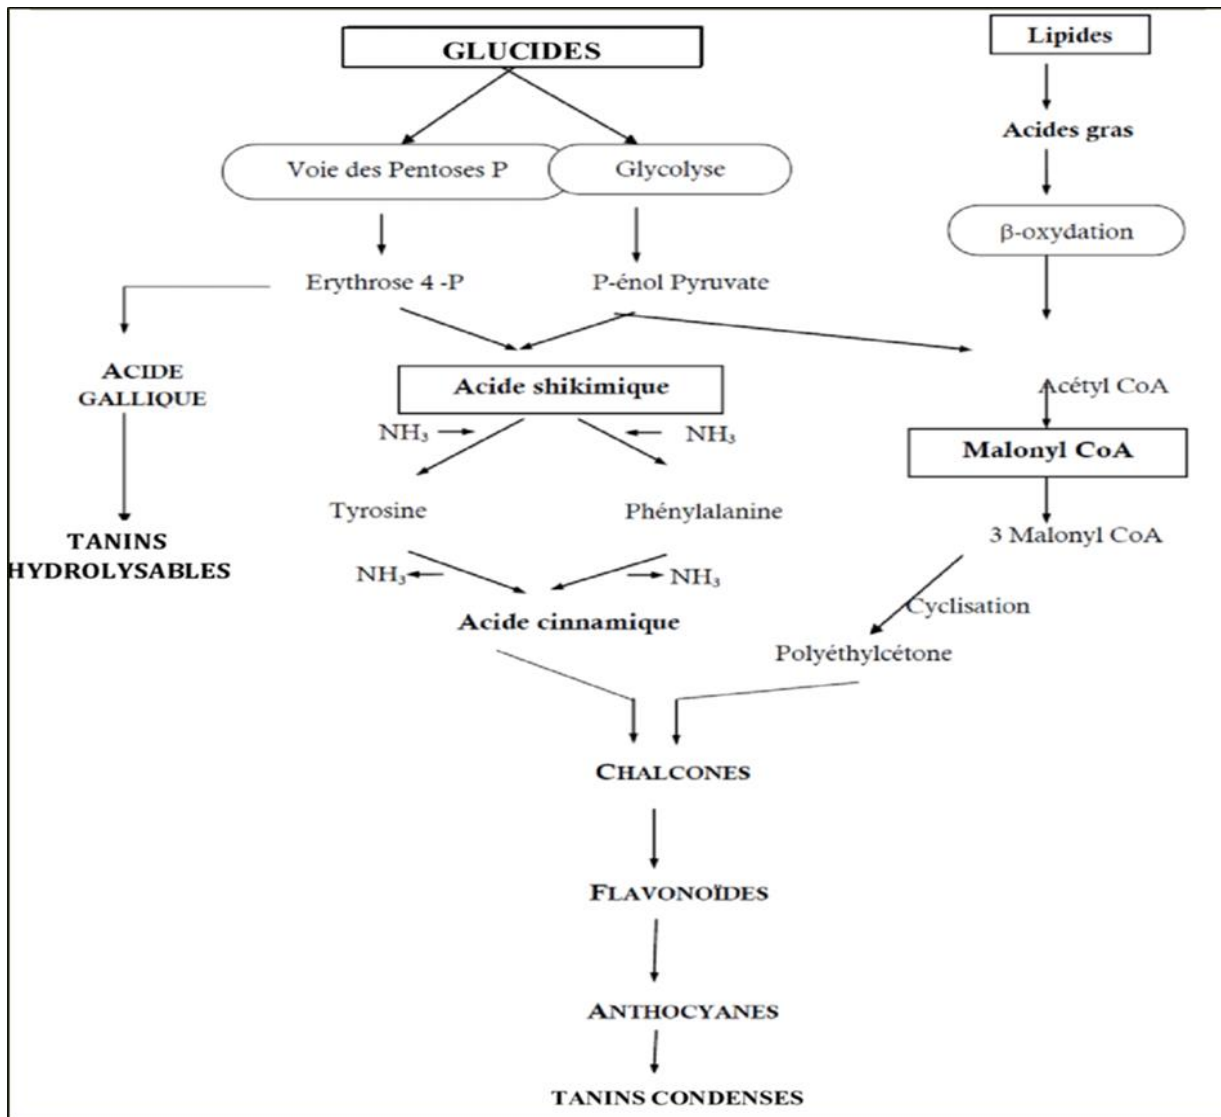 GLUCIDES
Lipides
Acides gras
Voie des Pentoses P
Glycolyse
β-oxydation
Erythrose 4 -P
P-énol Pyruvate
ACIDE
GALLIQUE
Acide shikimique
Acétyl CoA
NH₃
NH₃
Malonyl CoA
Tyrosine
Phénylalanine
3 Malonyl CoA
TANINS
HYDROLYSABLES
NH₃
NH₃
Cyclisation
Acide cinnamique
Polyéthylcétone
CHALCONES
FLAVONOÏDES
ANTHOCYANES
TANINS CONDENSES